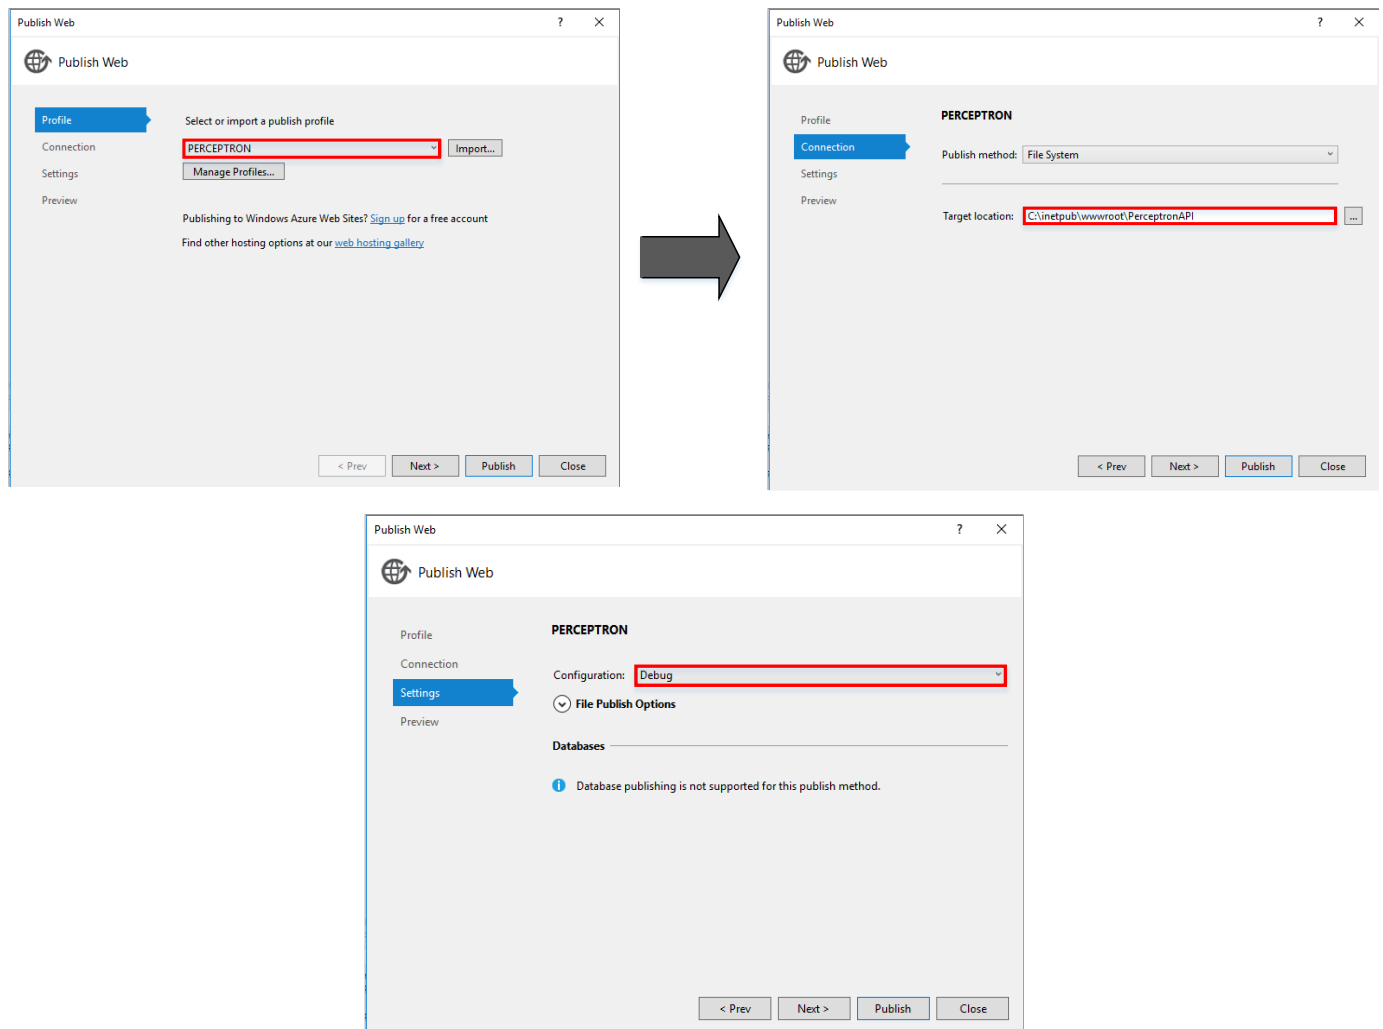 Publish Web
? ×
Publish Web
Profile
Connection
Settings
Preview
Select or import a publish profile
PERCEPTRON
Import...
Manage Profiles...
Publishing to Windows Azure Web Sites? Sign up for a free account
Find other hosting options at our web hosting gallery
< Prev Next > Publish Close
Publish Web
? ×
Publish Web
Profile
Connection
Settings
Preview
PERCEPTRON
Publish method: File System
Target location: C:\inetpub\wwwroot\PerceptronAPI ...
< Prev Next > Publish Close
Publish Web
? ×
Publish Web
Profile
Connection
Settings
Preview
PERCEPTRON
Configuration: Debug
File Publish Options
Databases
Database publishing is not supported for this publish method.
< Prev Next > Publish Close